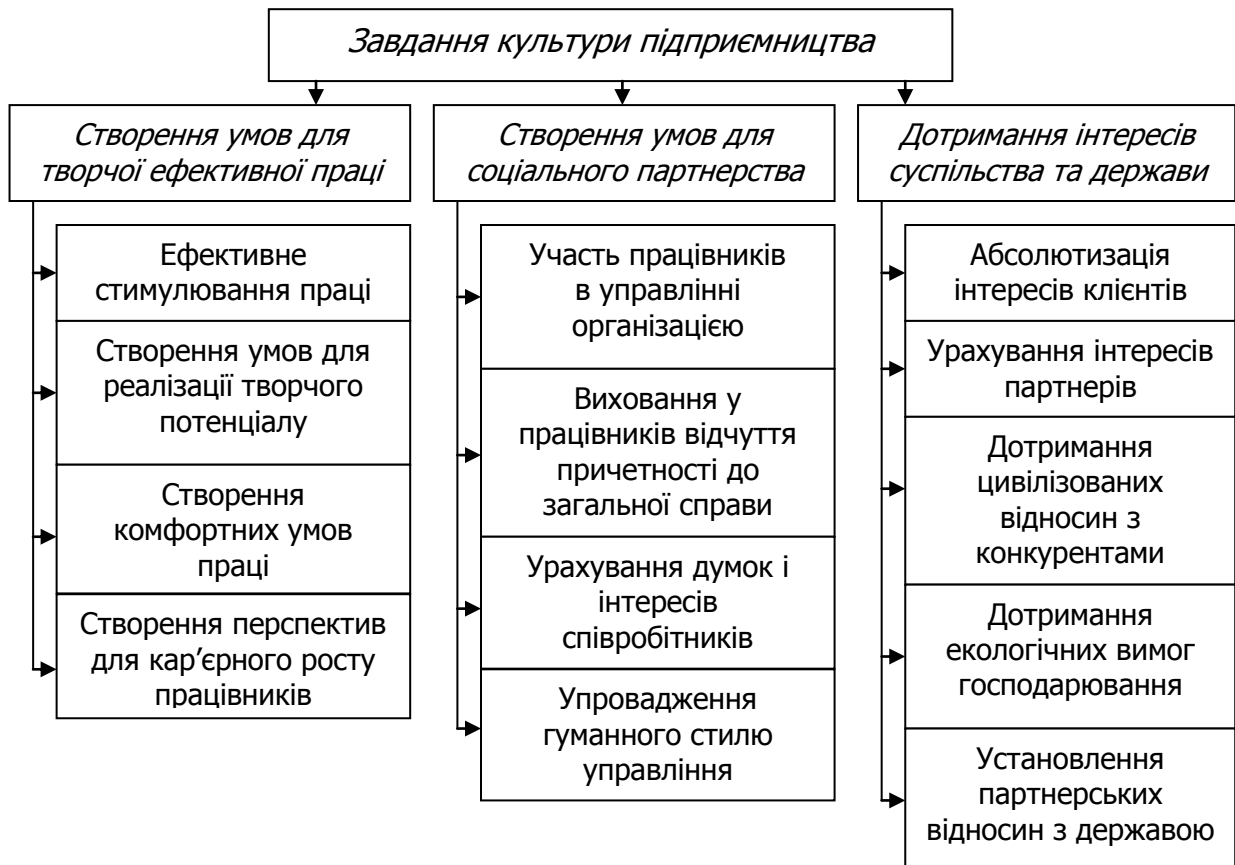 Завдання культури підприємництва
Створення умов для
творчої ефективної праці
Ефективне
стимулювання праці
Створення умов для
реалізації творчого
потенціалу
Створення
комфортних умов
праці
Створення перспектив
для кар’єрного росту
працівників
Створення умов для
соціального партнерства
Участь працівників
в управлінні
організацією
Виховання у
працівників відчуття
причетності до
загальної справи
Урахування думок і
інтересів
співробітників
Упровадження
гуманного стилю
управління
Дотримання інтересів
суспільства та держави
Абсолютизація
інтересів клієнтів
Урахування інтересів
партнерів
Дотримання
цивілізованих
відносин з
конкурентами
Дотримання
екологічних вимог
господарювання
Установлення
партнерських
відносин з державою